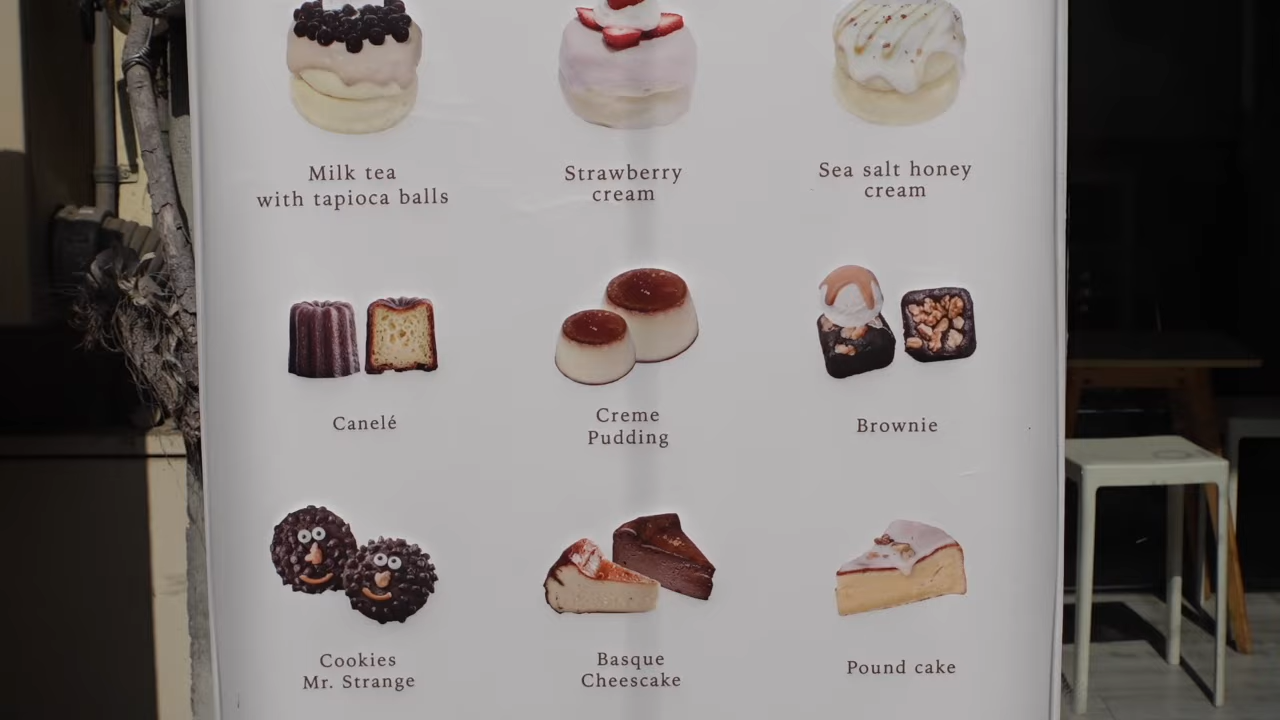 Milk tea
with tapioca balls
Strawberry
cream
Sea salt honey
cream
Canelé
Creme
Pudding
Brownie
Cookies
Mr. Strange
Basque
Cheescake
Pound cake